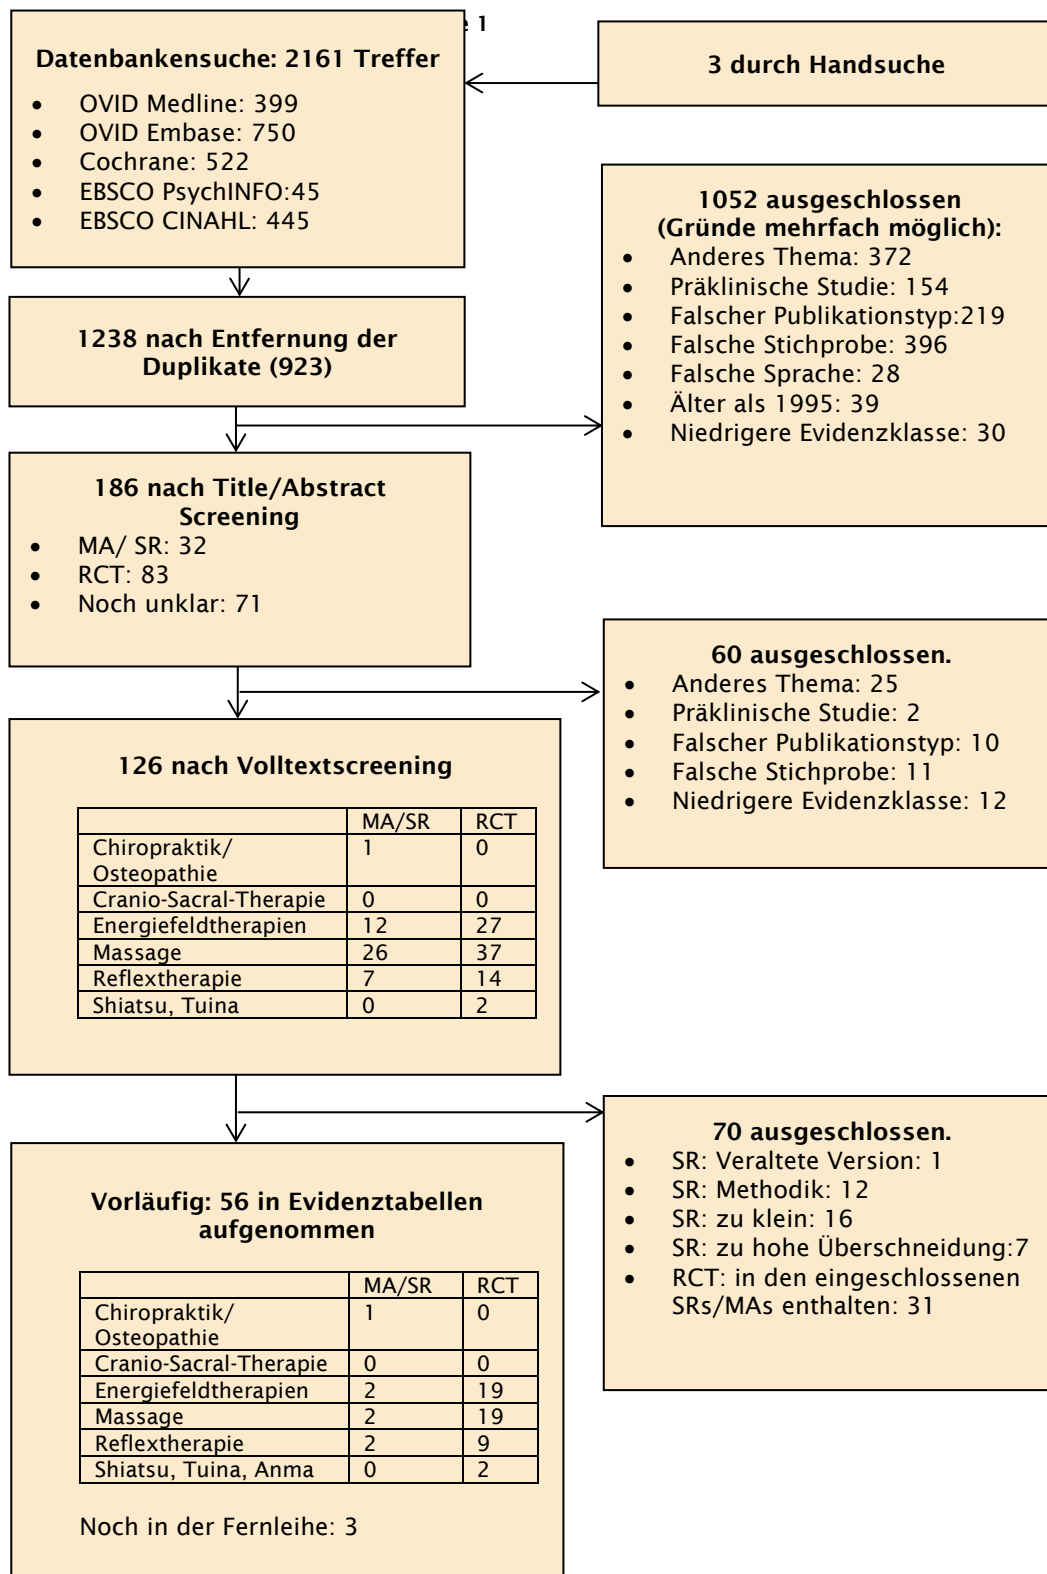 e 1
Datenbankensuche: 2161 Treffer
• OVID Medline: 399
• OVID Embase: 750
• Cochrane: 522
• EBSCO PsychINFO:45
• EBSCO CINAHL: 445
3 durch Handsuche
1238 nach Entfernung der
Duplikate (923)
1052 ausgeschlossen
(Gründe mehrfach möglich):
• Anderes Thema: 372
• Präklinische Studie: 154
• Falscher Publikationstyp:219
• Falsche Stichprobe: 396
• Falsche Sprache: 28
• Älter als 1995: 39
• Niedrigere Evidenzklasse: 30
186 nach Title/Abstract
Screening
• MA/ SR: 32
• RCT: 83
• Noch unklar: 71
60 ausgeschlossen.
• Anderes Thema: 25
• Präklinische Studie: 2
• Falscher Publikationstyp: 10
• Falsche Stichprobe: 11
• Niedrigere Evidenzklasse: 12
126 nach Volltextscreening
MA/SR RCT
Chiropraktik/ 1 0
Osteopathie
Cranio-Sacral-Therapie 0 0
Energiefeldtherapien 12 27
Massage 26 37
Reflextherapie 7 14
Shiatsu, Tuina 0 2
70 ausgeschlossen.
• SR: Veraltete Version: 1
• SR: Methodik: 12
• SR: zu klein: 16
• SR: zu hohe Überschneidung:7
• RCT: in den eingeschlossenen
SRs/MAs enthalten: 31
Vorläufig: 56 in Evidenztabellen
aufgenommen
MA/SR RCT
Chiropraktik/ 1 0
Osteopathie
Cranio-Sacral-Therapie 0 0
Energiefeldtherapien 2 19
Massage 2 19
Reflextherapie 2 9
Shiatsu, Tuina, Anma 0 2
Noch in der Fernleihe: 3